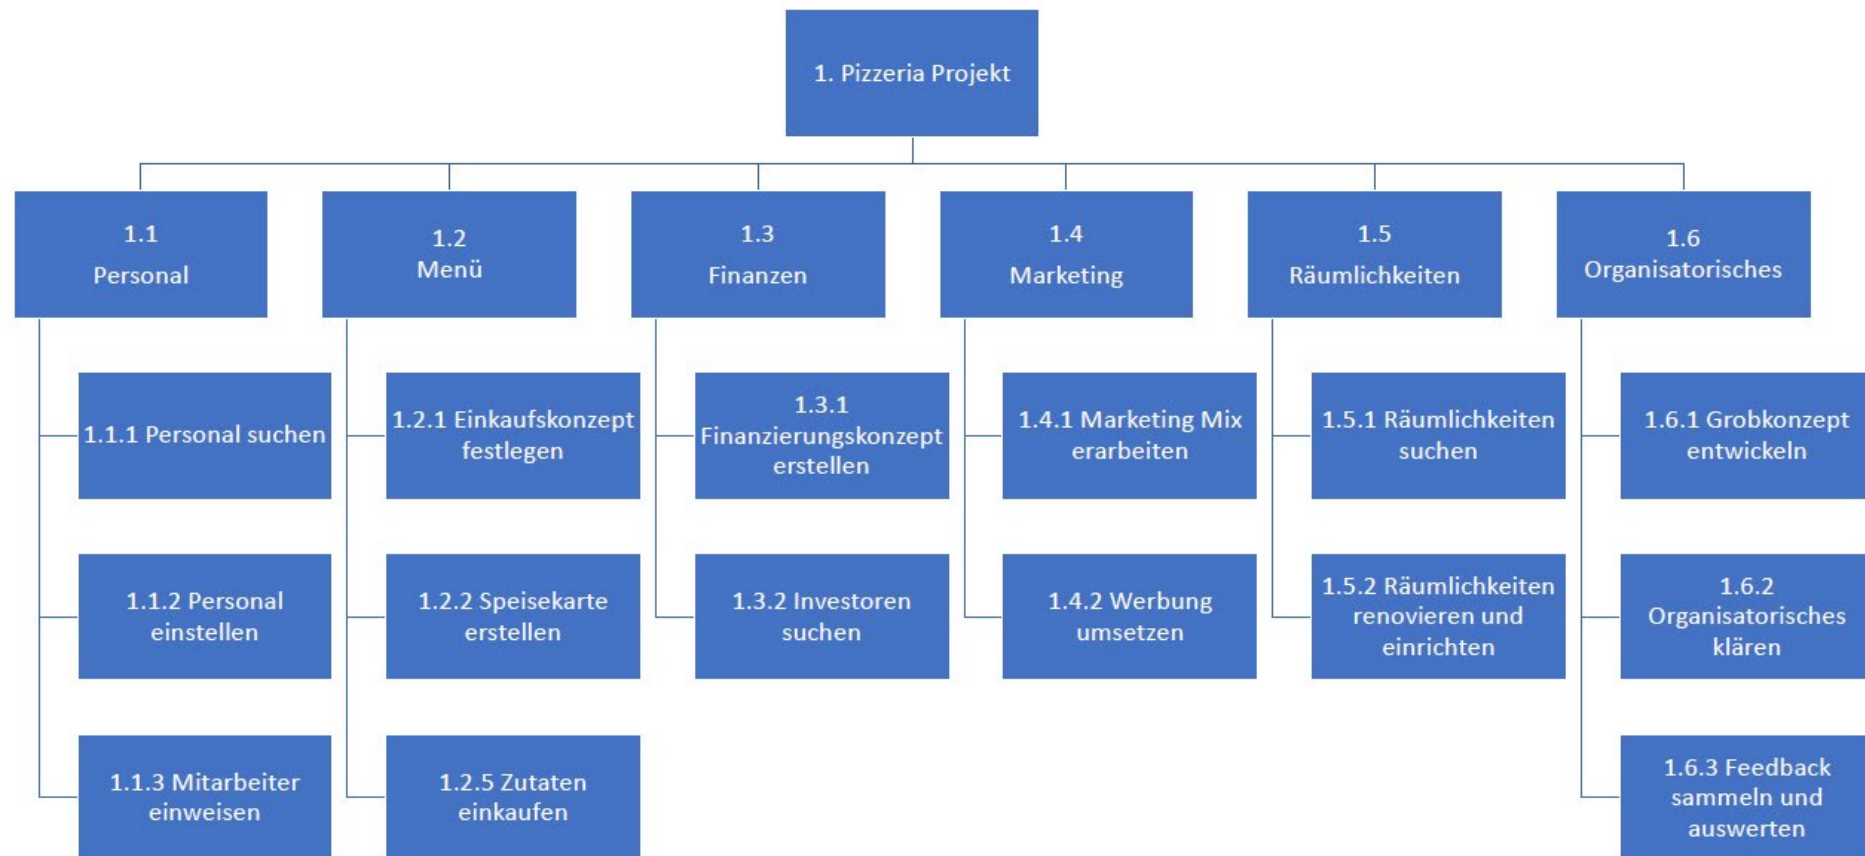 1. Pizzeria Projekt
1.1
Personal
1.2
Menü
1.3
Finanzen
1.4
Marketing
1.5
Räumlichkeiten
1.6
Organisatorisches
1.1.1 Personal suchen
1.2.1 Einkaufskonzept
festlegen
1.3.1
Finanzierungskonzept
erstellen
1.4.1 Marketing Mix
erarbeiten
1.5.1 Räumlichkeiten
suchen
1.6.1 Grobkonzept
entwickeln
1.1.2 Personal
einstellen
1.2.2 Speisekarte
erstellen
1.3.2 Investoren
suchen
1.4.2 Werbung
umsetzen
1.5.2 Räumlichkeiten
renovieren und
einrichten
1.6.2
Organisatorisches
klären
1.1.3 Mitarbeiter
einweisen
1.2.5 Zutaten
einkaufen
1.6.3 Feedback
sammeln und
auswerten